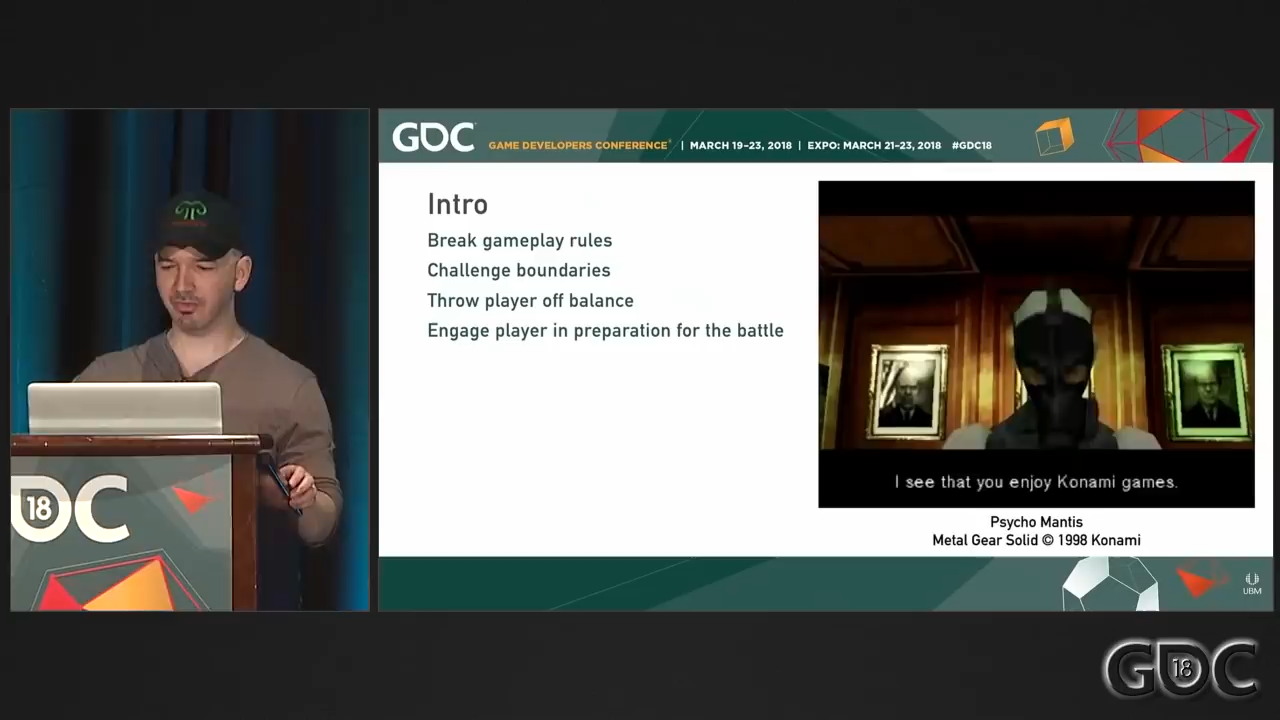 GDC
GAME DEVELOPERS CONFERENCE® | MARCH 19–23, 2018 | EXPO: MARCH 21–23, 2018 #GDC18
Intro
Break gameplay rules
Challenge boundaries
Throw player off balance
Engage player in preparation for the battle
I see that you enjoy Konami games.
Psycho Mantis
Metal Gear Solid © 1998 Konami
GDC
18
UBM
GDC
18